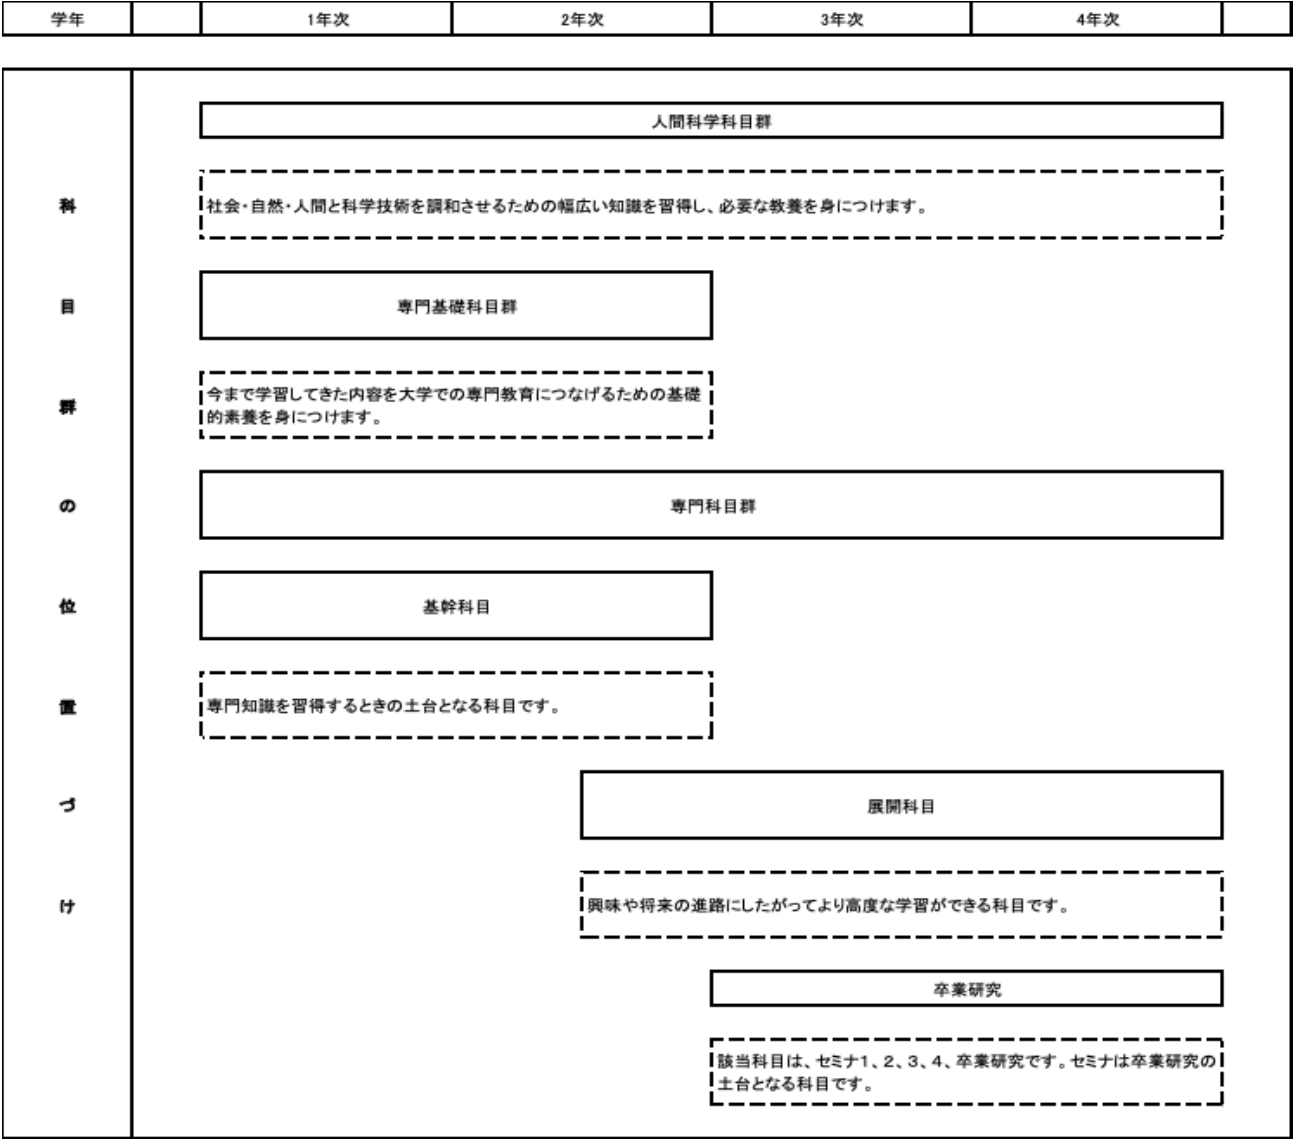 学年 1年次 2年次 3年次 4年次
人間科学科目群
社会・自然・人間と科学技術を調和させるための幅広い知識を習得し、必要な教養を身につけます。
専門基礎科目群
今まで学習してきた内容を大学での専門教育につなげるための基礎
的素養を身につけます。
専門科目群
基幹科目
専門知識を習得するときの土台となる科目です。
展開科目
興味や将来の進路にしたがってより高度な学習ができる科目です。
卒業研究
該当科目は、セミナ1、2、3、4、卒業研究です。セミナは卒業研究の
土台となる科目です。
科
目
群
の
位
置
づ
け